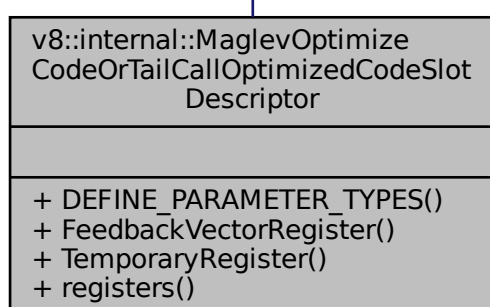 v8::internal::MaglevOptimize
CodeOrTailCallOptimizedCodeSlot
Descriptor
+ DEFINE_PARAMETER_TYPES()
+ FeedbackVectorRegister()
+ TemporaryRegister()
+ registers()